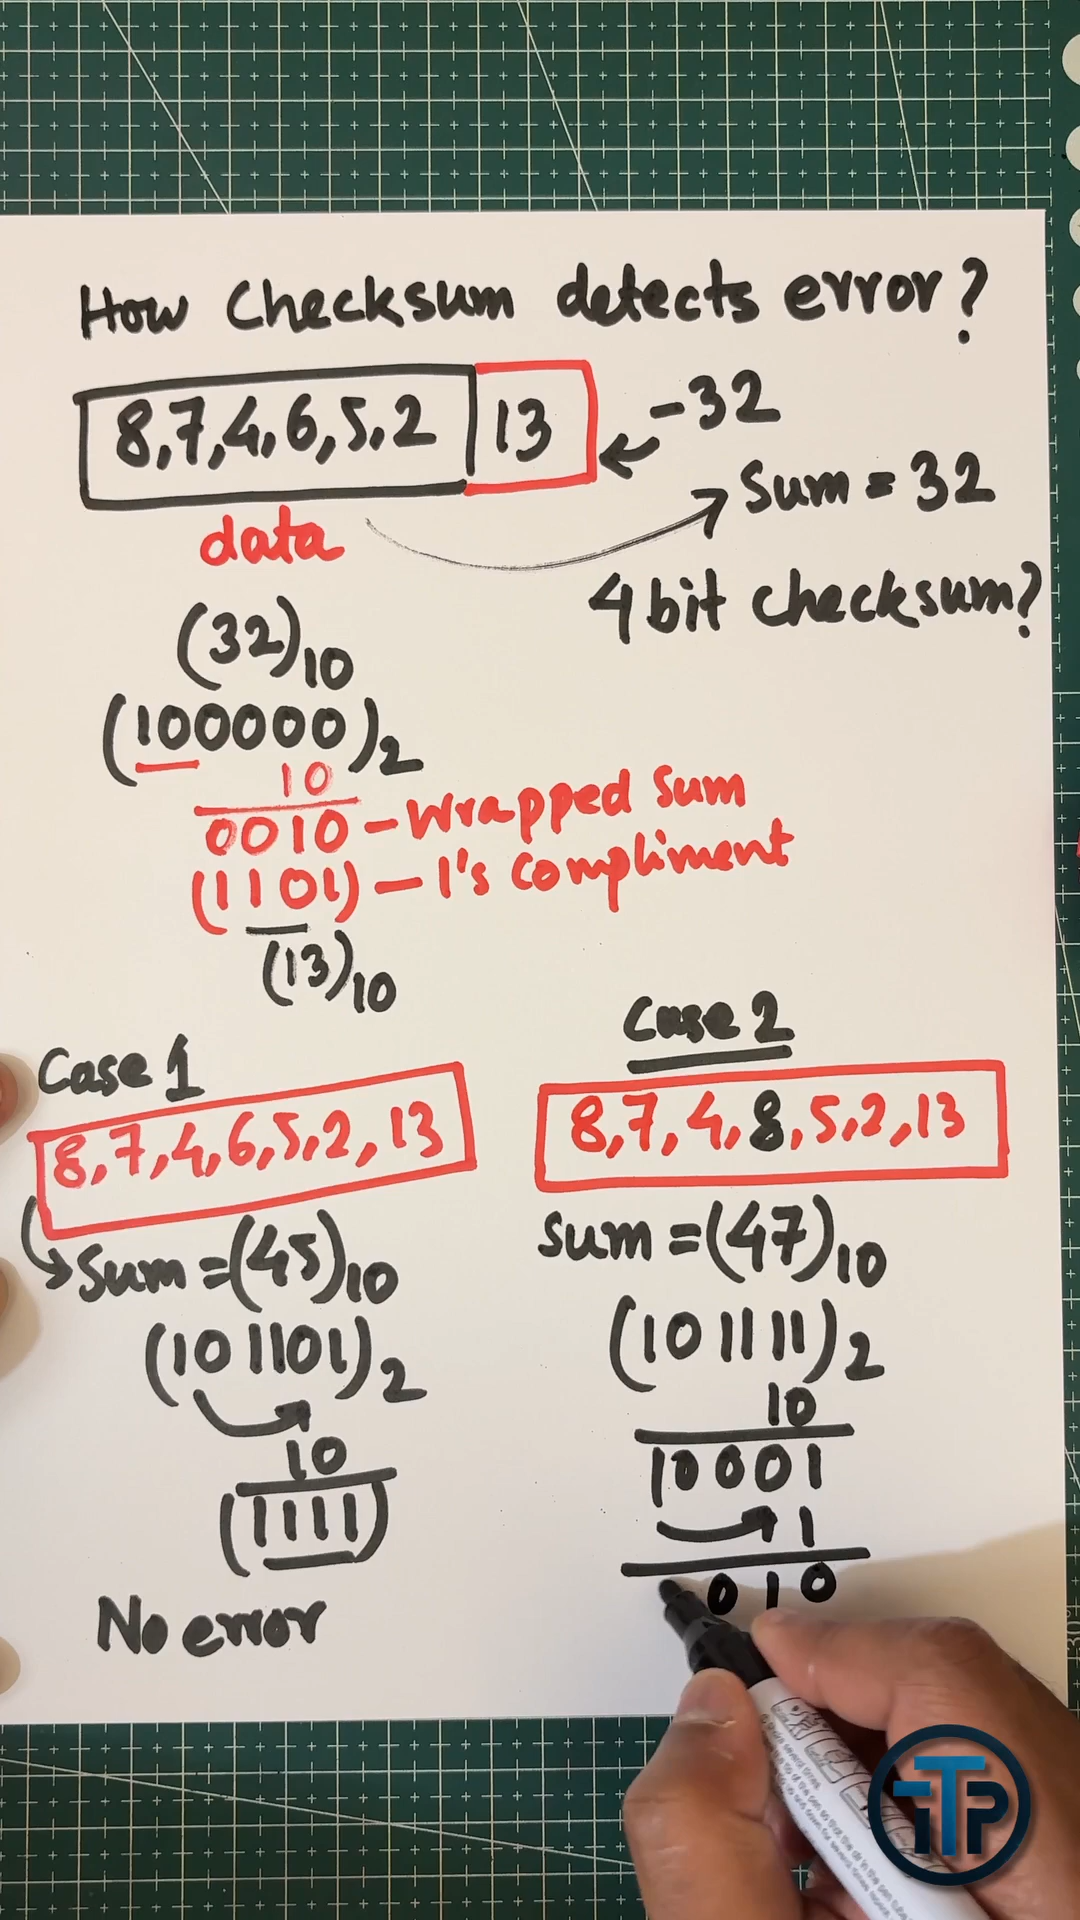 How Checksum detects error?
8,7,4,6,5,2 13
-32
Sum = 32
data
4 bit checksum?
(32)10
(100000)2
10
0010 - Wrapped Sum
(1101) - 1's compliment
(13)10
Case 1
8,7,4,6,5,2,13
Sum = (45)10
(101101)2
10
(1111)
No error
Case 2
8,7,4,8,5,2,13
Sum = (47)10
(101111)2
10
10001
1
010
TTP